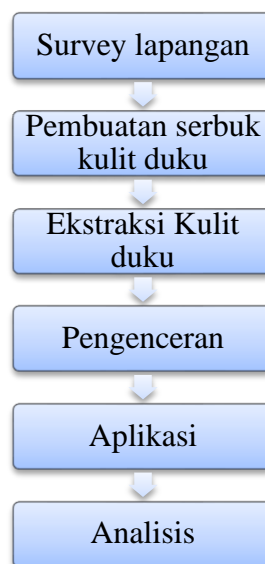 Survey lapangan
Pembuatan serbuk
kulit duku
Ekstraksi Kulit
duku
Pengenceran
Aplikasi
Analisis